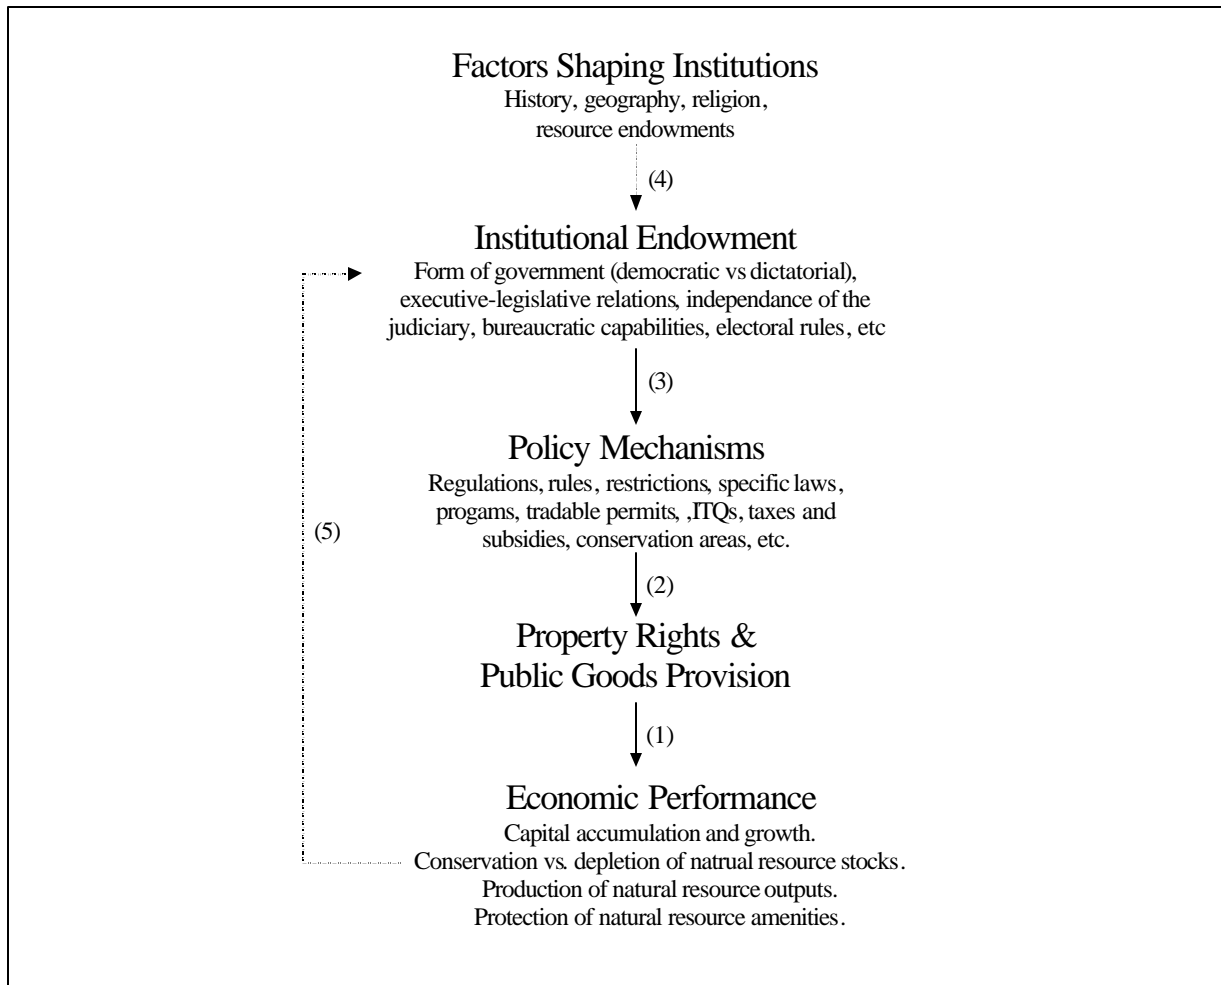 Factors Shaping Institutions
History, geography, religion,
resource endowments
(4)
Institutional Endowment
Form of government (democratic vs dictatorial),
executive-legislative relations, independance of the
judiciary, bureaucratic capabilities, electoral rules, etc
(3)
Policy Mechanisms
Regulations, rules, restrictions, specific laws,
progams, tradable permits, ,ITQs, taxes and
subsidies, conservation areas, etc.
(5)
(2)
Property Rights &
Public Goods Provision
(1)
Economic Performance
Capital accumulation and growth.
Conservation vs. depletion of natrual resource stocks.
Production of natural resource outputs.
Protection of natural resource amenities.